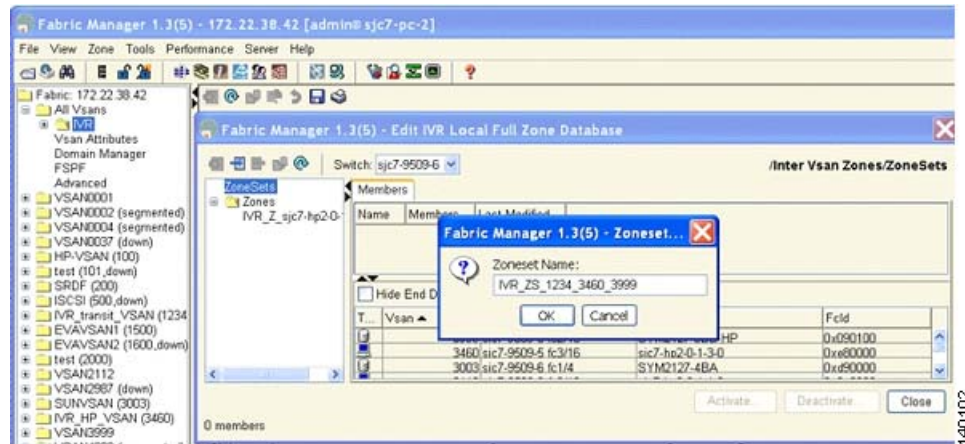 Fabric Manager 1.3(5) - 172.22.38.42 [admin@sjc7-pc-2]
File View Zone Tools Performance Server Help
Fabric: 172.22.38.42
All Vsans
IVR
Vsan Attributes
Domain Manager
FSPF
Advanced
VSAN0001
VSAN0002 (segmented)
VSAN0004 (segmented)
VSAN0037 (down)
HP-VSAN (100)
test (101,down)
SRDF (200)
ISCSI (500,down)
IVR_transit_VSAN (1234
EVAVSAN1 (1500)
EVAVSAN2 (1600,down)
test (2000)
VSAN2112
VSAN2987 (down)
SUNVSAN (3003)
IVR_HP_VSAN (3460)
VSAN3999
Fabric Manager 1.3(5) - Edit IVR Local Full Zone Database
Switch: sjc7-9509-6
/Inter Vsan Zones/ZoneSets
ZoneSets
Zones
IVR_Z_sjc7-hp2-0-
Members
Name Members Last Modified
Fabric Manager 1.3(5) - Zoneset...
Zoneset Name:
IVR_ZS_1234_3460_3999
OK Cancel
Hide End D
T... Vsan FcId
HP 0x090100
3460 sjc7-9509-5 fc3/16 sjc7-hp2-0-1-3-0 0xe80000
3003 sjc7-9509-6 fc1/4 SYM2127-4BA 0xd90000
Activate... Deactivate... Close
0 members